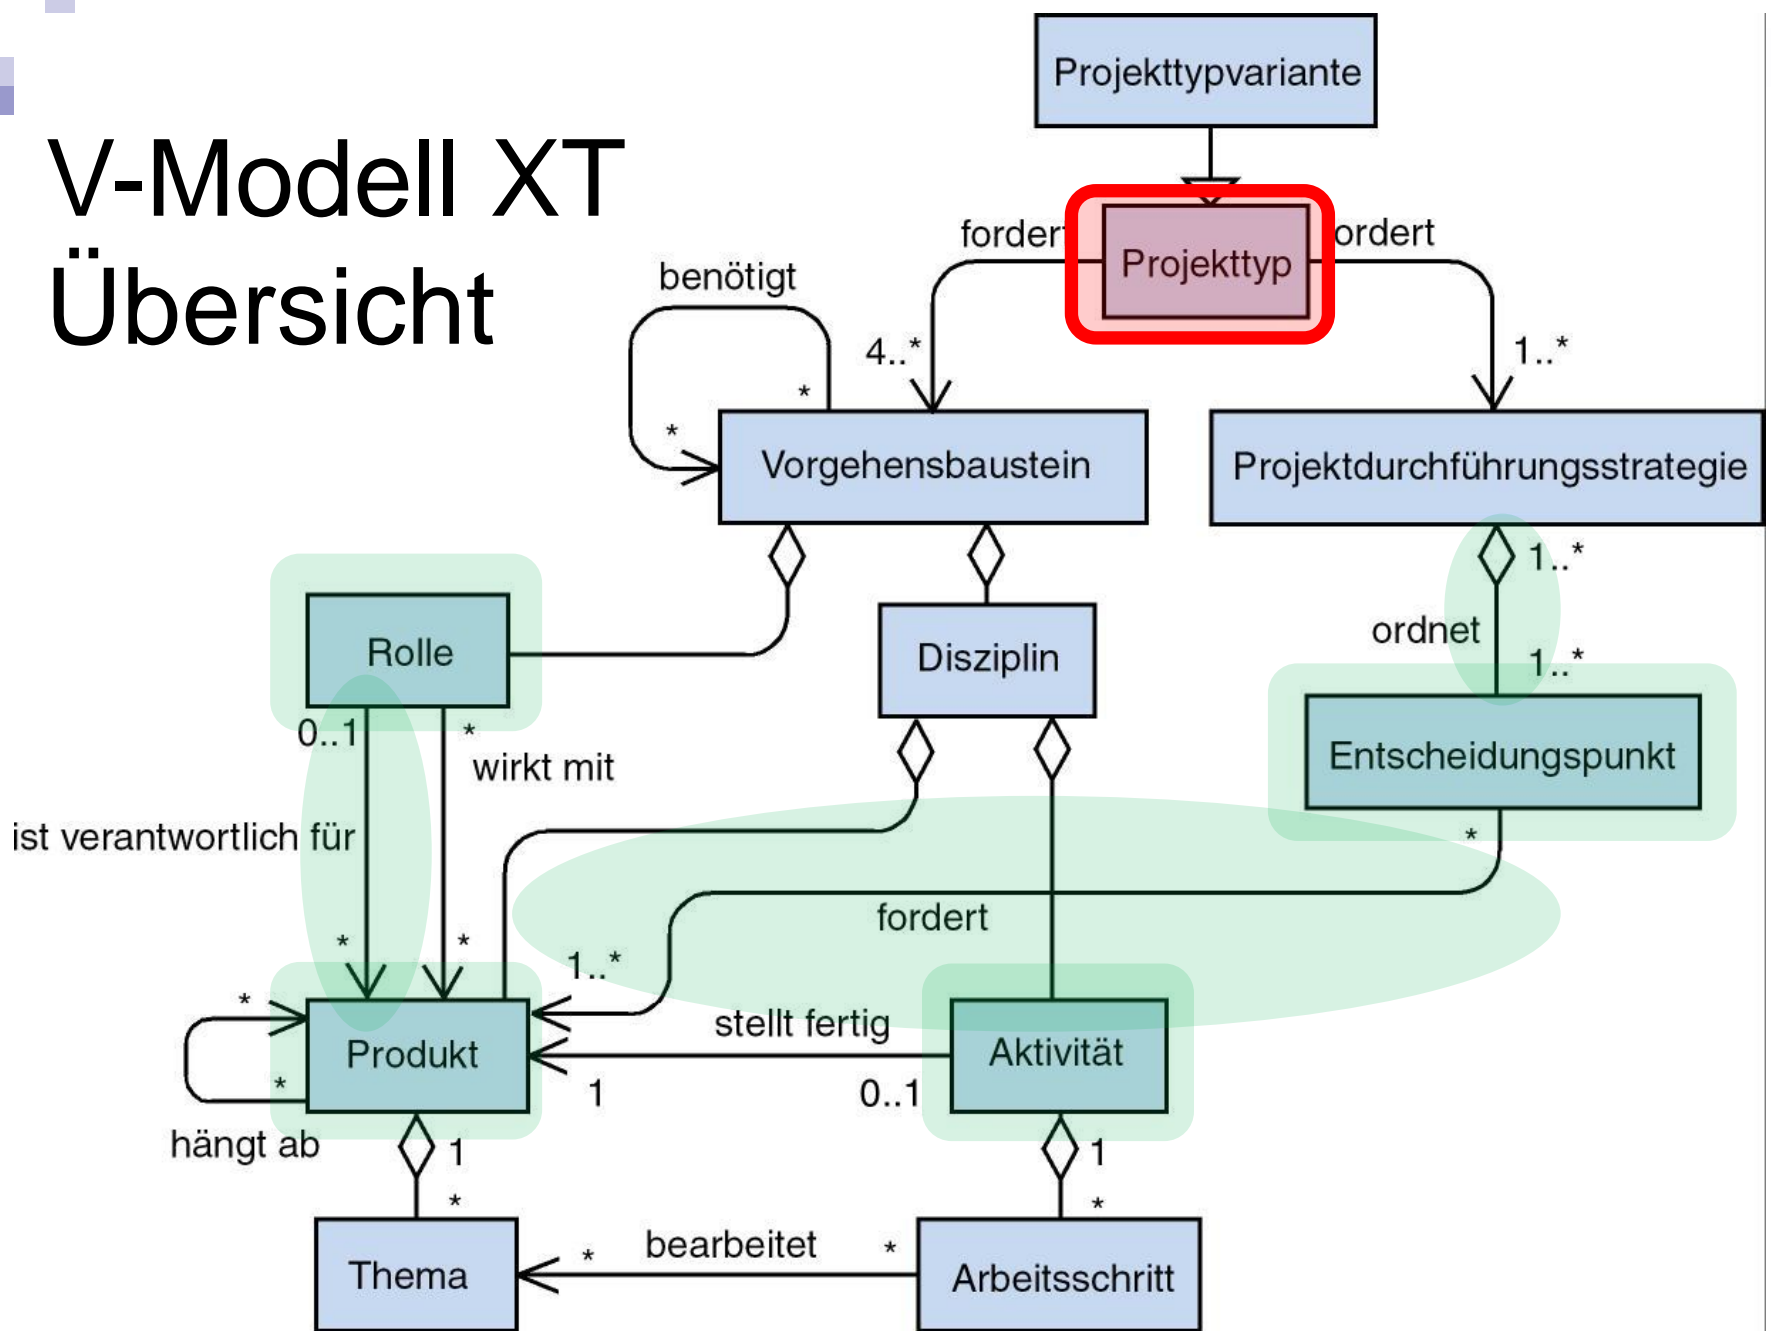 V-Modell XT
Übersicht
Projekttypvariante
fordert
Projekttyp
ordert
benötigt
4..*
1..*
*
*
Vorgehensbaustein
Projektdurchführungsstrategie
1..*
ordnet
1..*
Rolle
Disziplin
0..1
*
wirkt mit
Entscheidungspunkt
*
ist verantwortlich für
fordert
*
*
1..*
*
stellt fertig
Produkt
Aktivität
*
1
0..1
hängt ab
1
1
*
*
Thema
*
bearbeitet
*
Arbeitsschritt